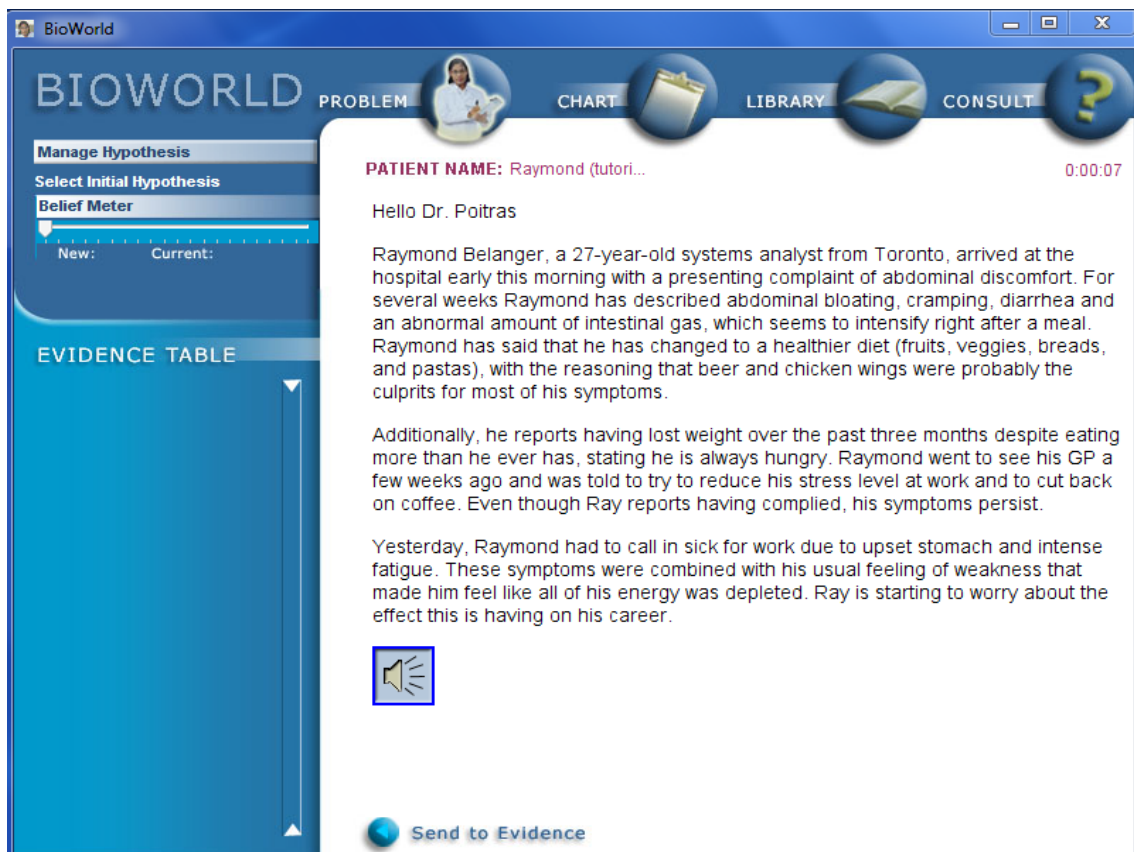 BioWorld
BIOWORLD
PROBLEM
CHART
LIBRARY
CONSULT
Manage Hypothesis
Select Initial Hypothesis
Belief Meter
New: Current:
EVIDENCE TABLE
PATIENT NAME: Raymond (tutori...
0:00:07
Hello Dr. Poitras
Raymond Belanger, a 27-year-old systems analyst from Toronto, arrived at the
hospital early this morning with a presenting complaint of abdominal discomfort. For
several weeks Raymond has described abdominal bloating, cramping, diarrhea and
an abnormal amount of intestinal gas, which seems to intensify right after a meal.
Raymond has said that he has changed to a healthier diet (fruits, veggies, breads,
and pastas), with the reasoning that beer and chicken wings were probably the
culprits for most of his symptoms.
Additionally, he reports having lost weight over the past three months despite eating
more than he ever has, stating he is always hungry. Raymond went to see his GP a
few weeks ago and was told to try to reduce his stress level at work and to cut back
on coffee. Even though Ray reports having complied, his symptoms persist.
Yesterday, Raymond had to call in sick for work due to upset stomach and intense
fatigue. These symptoms were combined with his usual feeling of weakness that
made him feel like all of his energy was depleted. Ray is starting to worry about the
effect this is having on his career.
Send to Evidence